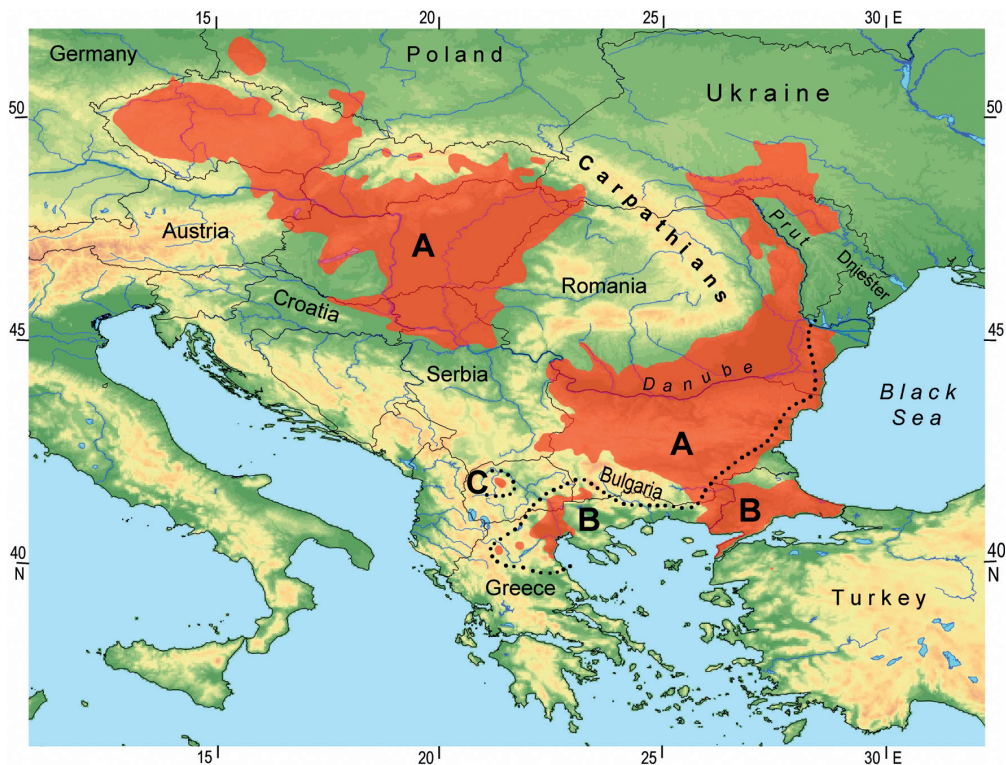 15 20 25 30 E
Germany
Poland
Ukraine
50 50
Carpathians
Prut
Dniester
Austria
A
Romania
Croatia
45 45
Serbia
Danube
Black
Sea
A
C
Bulgaria
B
B
40
N
40
N
Greece
Turkey
15 20 25 30 E